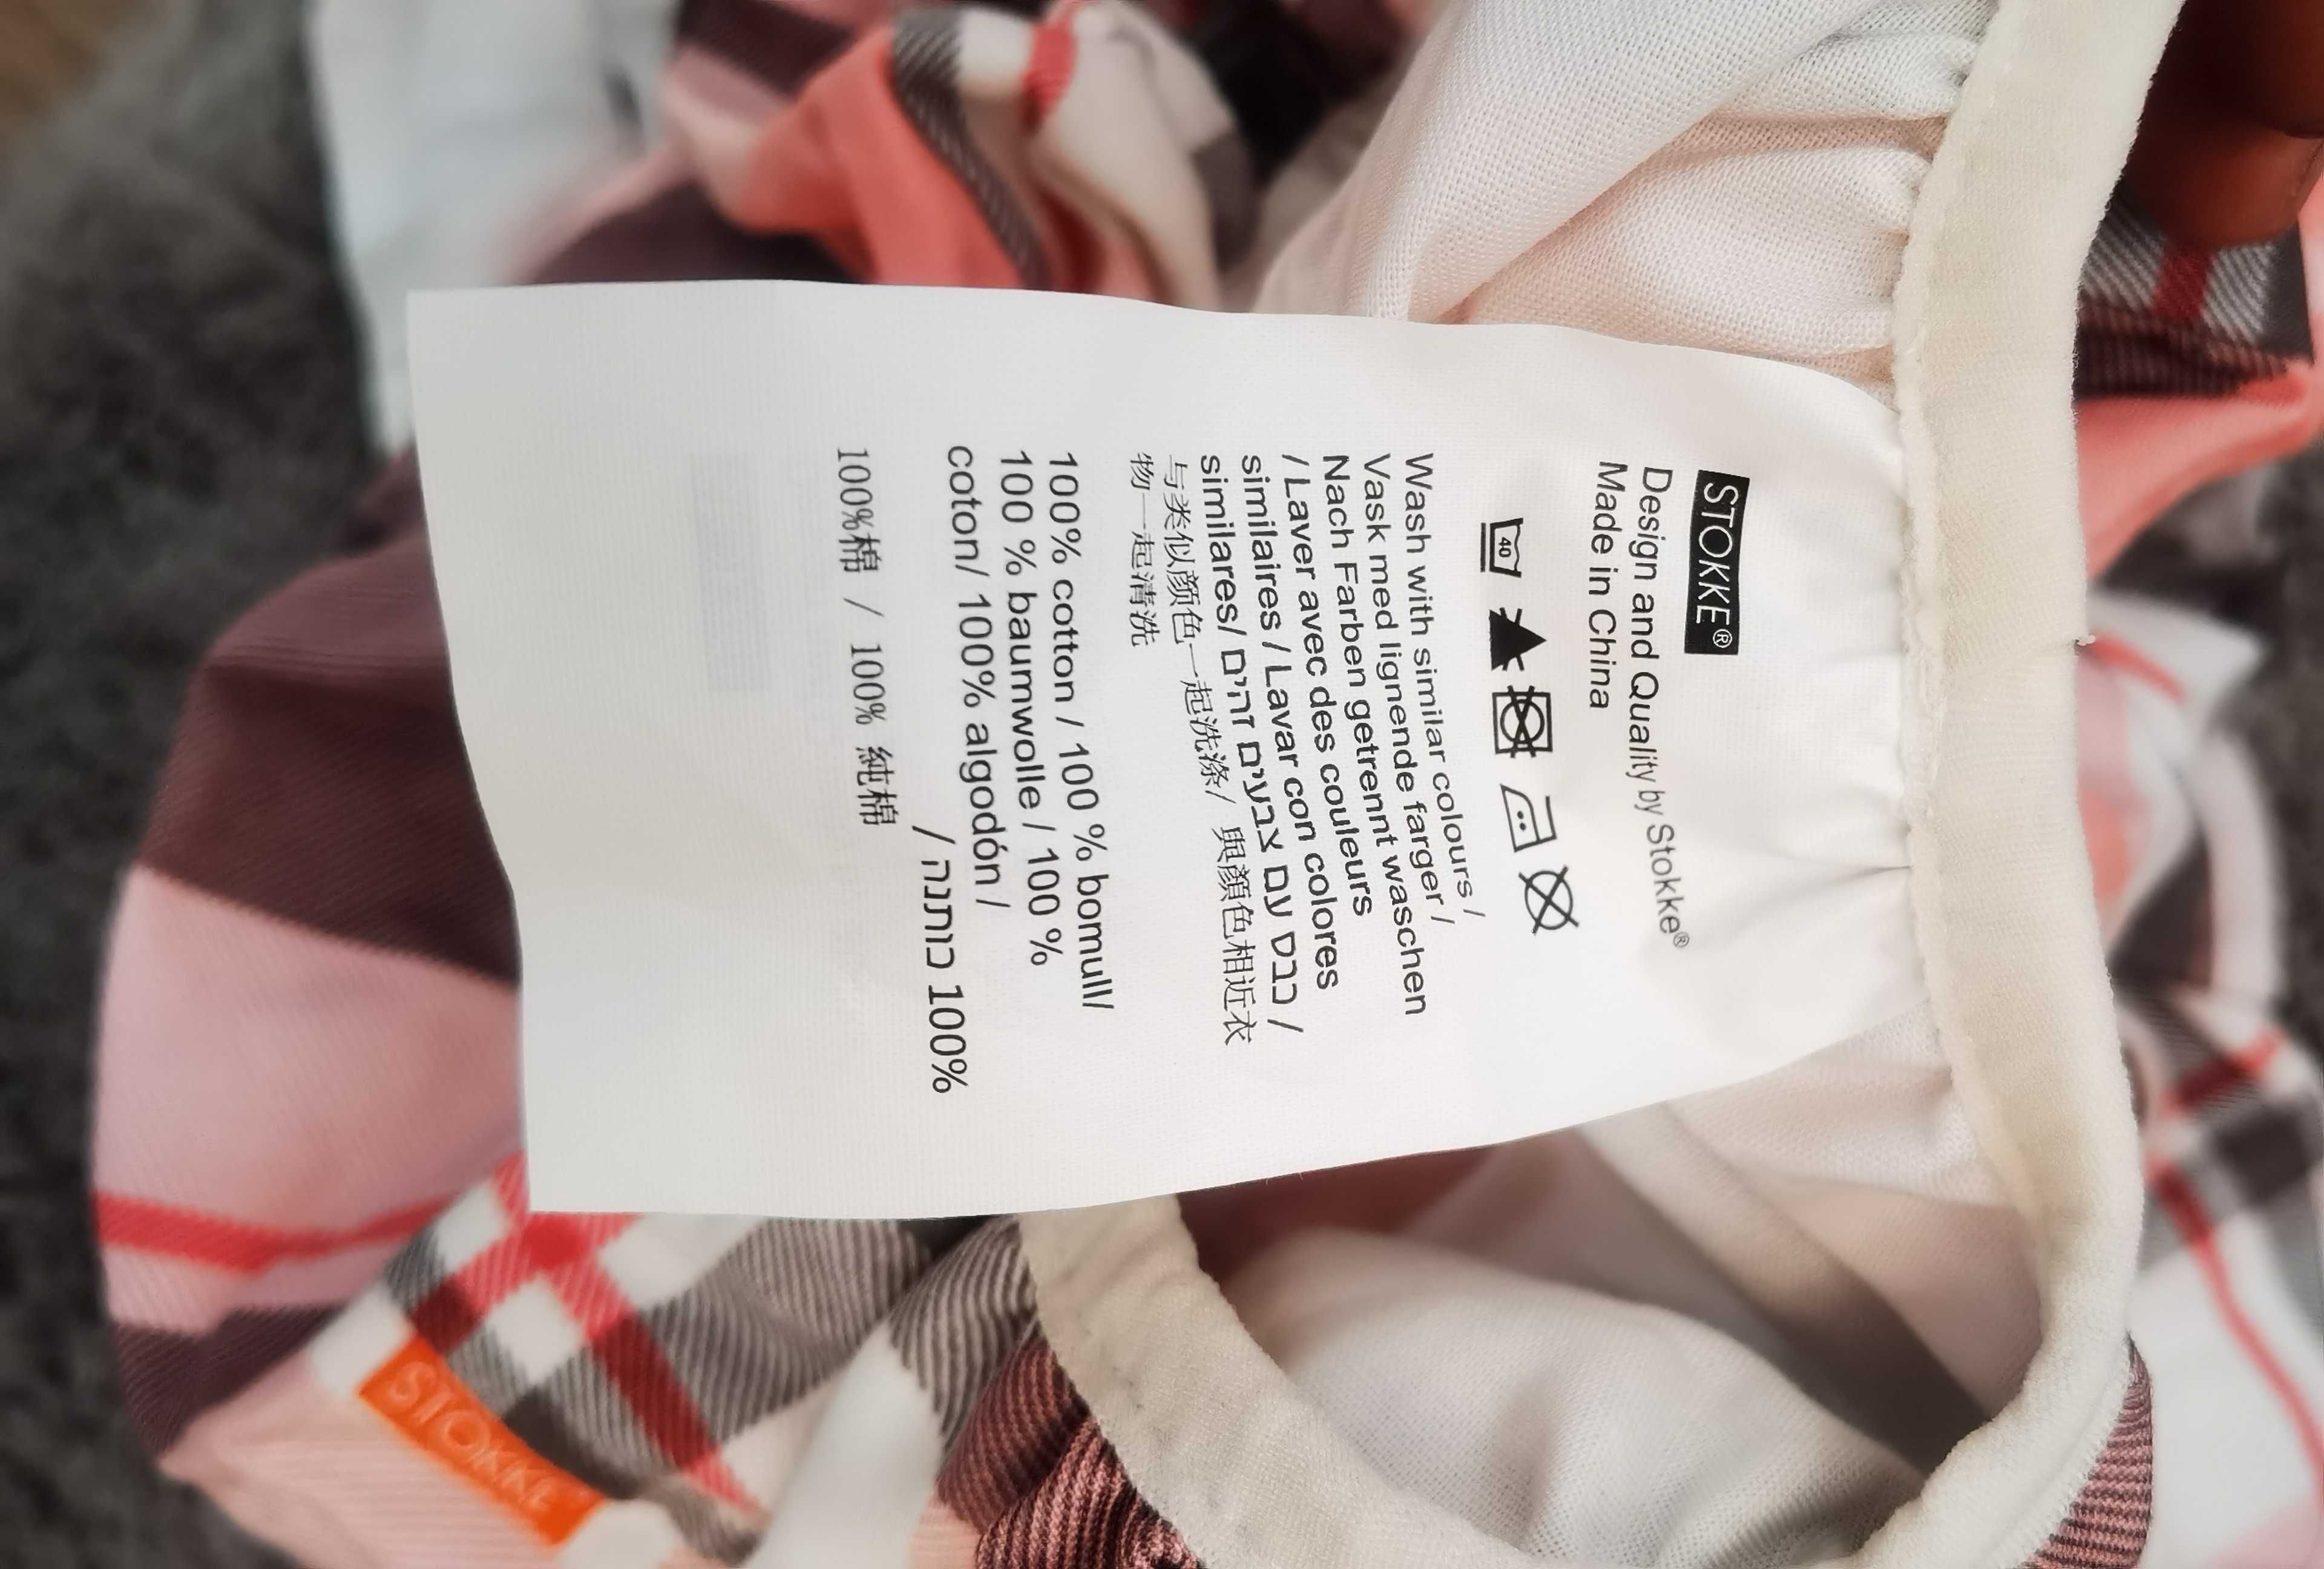 STOKKE®
Design and Quality by Stokke®
Made in China
40
Wash with similar colours /
Vask med lignende farger /
Nach Farben getrennt waschen
/ Laver avec des couleurs
similaires / Lavar con colores
similares/ כבס עם צבעים זהים /
与类似颜色一起洗涤/ 與顏色相近衣
物一起清洗
100% cotton / 100 % bomull/
100 % baumwolle / 100 %
coton/ 100% algodón /
100% כותנה /
100%棉 / 100% 純棉
STOKKE